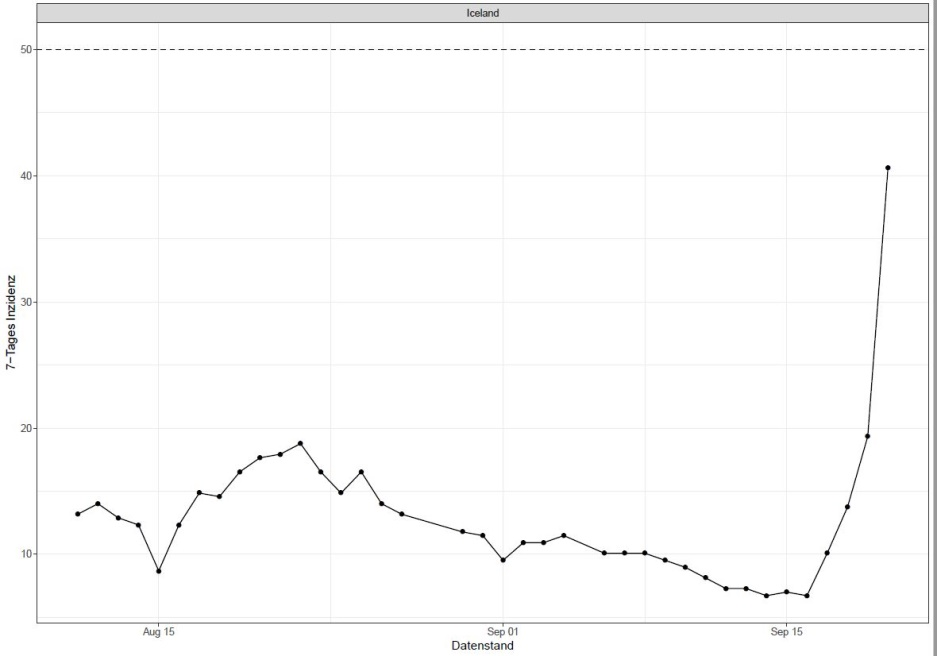 Iceland
50
40
30
20
10
7−Tages Inzidenz
Aug 15
Sep 01
Sep 15
Datenstand